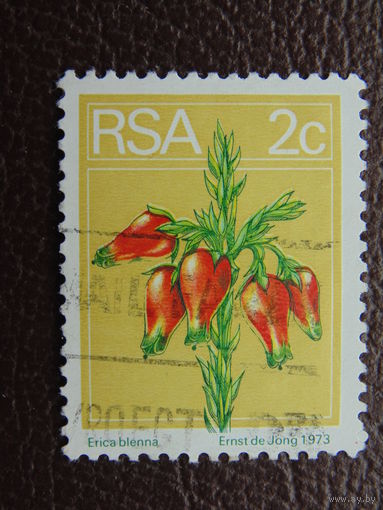 RSA 2c
Erica blenna Ernst de Jong 1973
www.ay.by